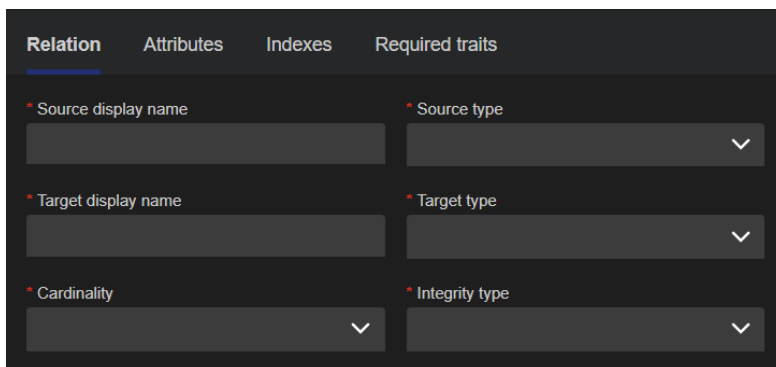 Relation Attributes Indexes Required traits
* Source display name * Source type
* Target display name * Target type
* Cardinality * Integrity type